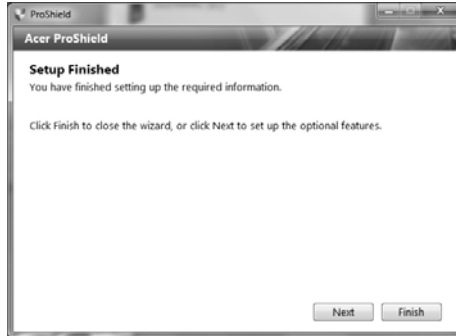 ProShield
Acer ProShield
Setup Finished
You have finished setting up the required information.
Click Finish to close the wizard, or click Next to set up the optional features.
Next
Finish